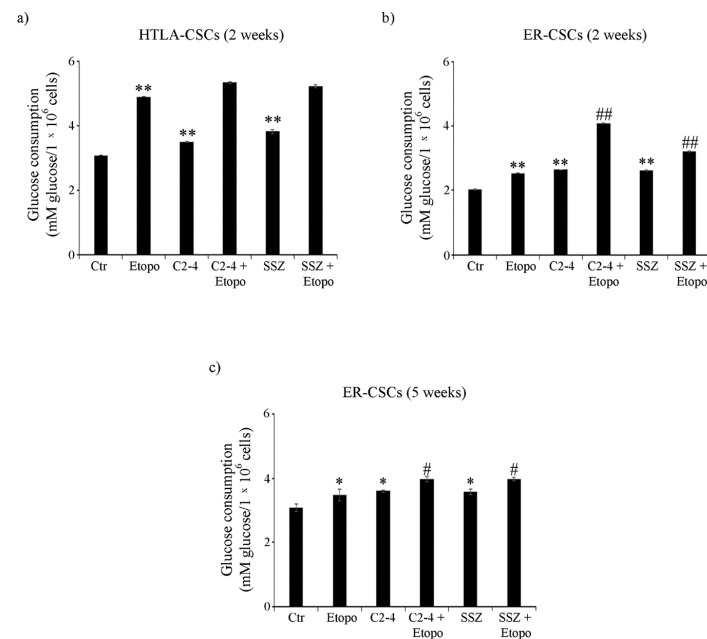 a)
HTLA-CSCs (2 weeks)
Glucose consumption
(mM glucose/1 × 10⁶ cells)
6
4
2
0
** ** **
Ctr Etopo C2-4 C2-4 + Etopo SSZ SSZ + Etopo
b)
ER-CSCs (2 weeks)
Glucose consumption
(mM glucose/1 × 10⁶ cells)
6
4
2
0
** ** ## ** ##
Ctr Etopo C2-4 C2-4 + Etopo SSZ SSZ + Etopo
c)
ER-CSCs (5 weeks)
Glucose consumption
(mM glucose/1 × 10⁶ cells)
6
4
2
0
* * # * #
Ctr Etopo C2-4 C2-4 + Etopo SSZ SSZ + Etopo